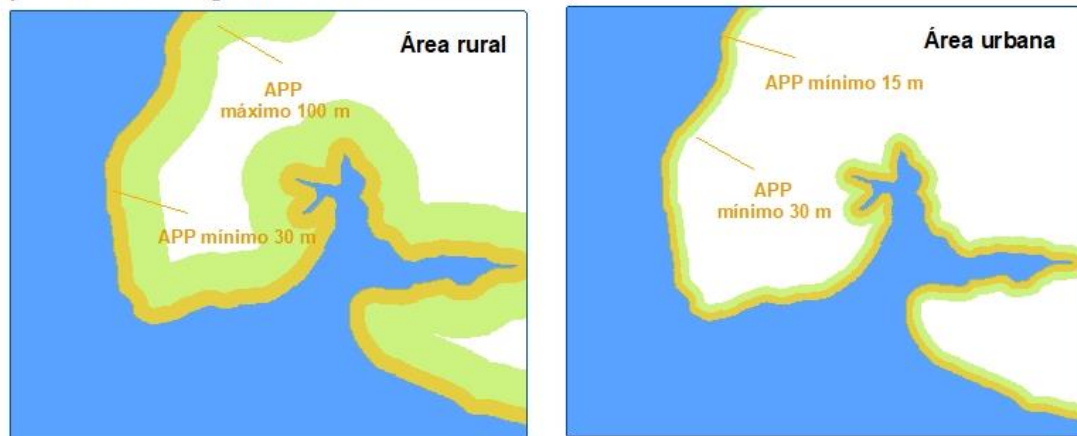 Área rural
APP
máximo 100 m
APP mínimo 30 m
Área urbana
APP mínimo 15 m
APP
mínimo 30 m